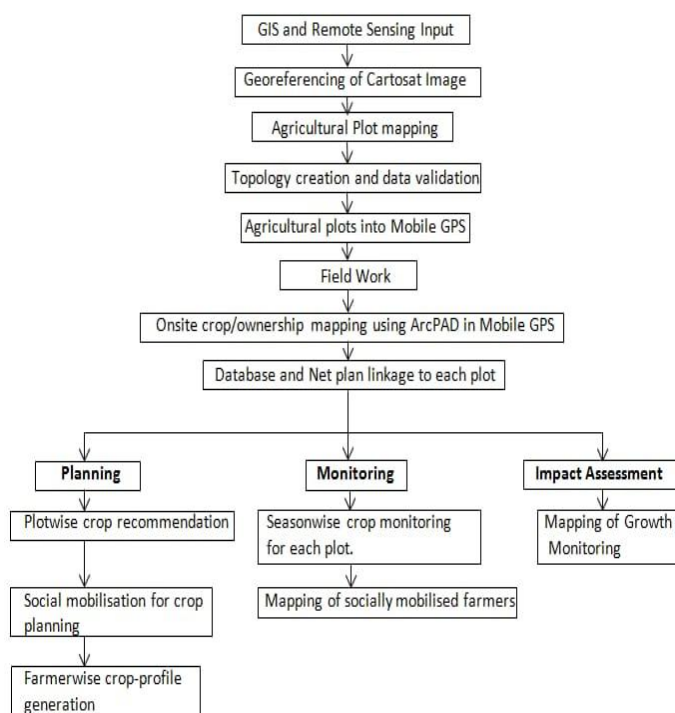 GIS and Remote Sensing Input
Georeferencing of Cartosat Image
Agricultural Plot mapping
Topology creation and data validation
Agricultural plots into Mobile GPS
Field Work
Onsite crop/ownership mapping using ArcPAD in Mobile GPS
Database and Net plan linkage to each plot
Planning
Plotwise crop recommendation
Social mobilisation for crop
planning
Farmerwise crop-profile
generation
Monitoring
Seasonwise crop monitoring
for each plot.
Mapping of socially mobilised farmers
Impact Assessment
Mapping of Growth
Monitoring